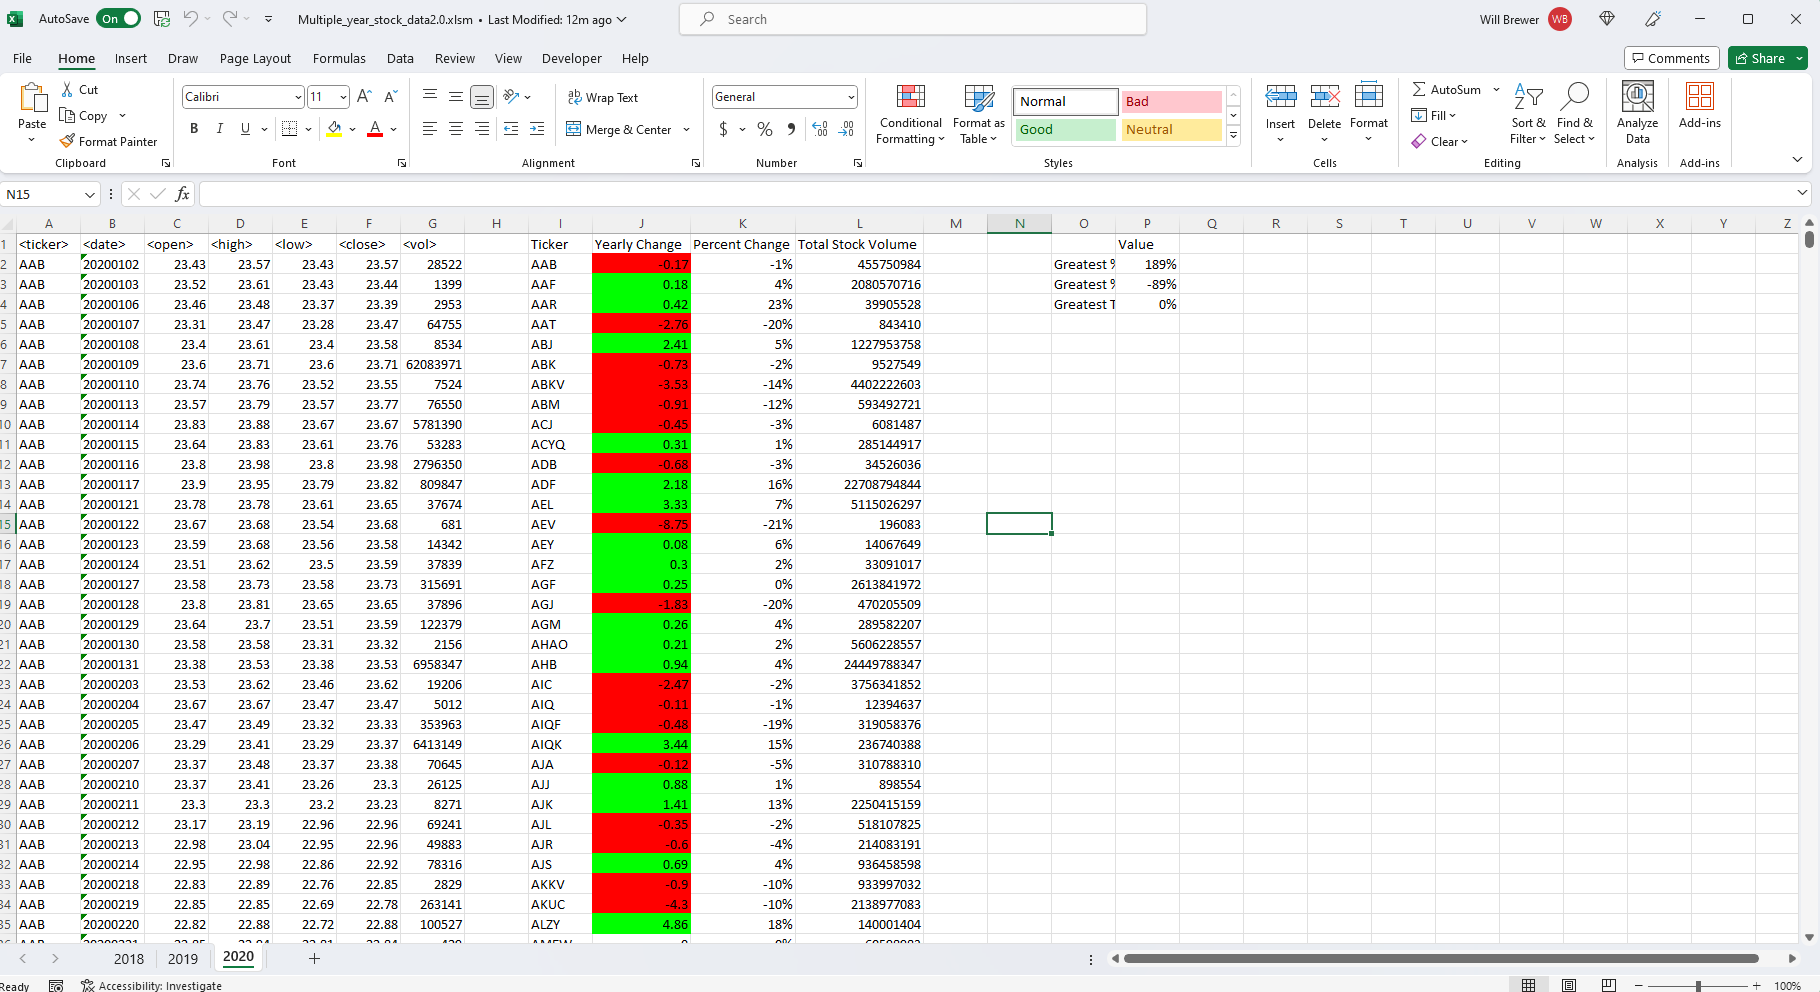 AutoSave On Multiple_year_stock_data2.0.xlsm • Last Modified: 12m ago Search Will Brewer WB
File Home Insert Draw Page Layout Formulas Data Review View Developer Help Comments Share
Paste Cut Copy Format Painter Clipboard
Calibri 11 B I U Font
Wrap Text Merge & Center Alignment
General $ % Number
Conditional Formatting Format as Table Normal Bad Good Neutral Styles
Insert Delete Format Cells
AutoSum Fill Clear Sort & Filter Find & Select Editing
Analyze Data Analysis
Add-ins Add-ins
N15 fx
A B C D E F G H I J K L M N O P Q R S T U V W X Y Z
1 <ticker> <date> <open> <high> <low> <close> <vol> Ticker Yearly Change Percent Change Total Stock Volume Value
2 AAB 20200102 23.43 23.57 23.43 23.57 28522 AAB -0.17 -1% 455750984 Greatest % 189%
3 AAB 20200103 23.52 23.61 23.43 23.44 1399 AAF 0.18 4% 2080570716 Greatest % -89%
4 AAB 20200106 23.46 23.48 23.37 23.39 2953 AAR 0.42 23% 39905528 Greatest T 0%
5 AAB 20200107 23.31 23.47 23.28 23.47 64755 AAT -2.76 -20% 843410
6 AAB 20200108 23.4 23.61 23.4 23.58 8534 ABJ 2.41 5% 1227953758
7 AAB 20200109 23.6 23.71 23.6 23.71 62083971 ABK -0.73 -2% 9527549
8 AAB 20200110 23.74 23.76 23.52 23.55 7524 ABKV -3.53 -14% 4402222603
9 AAB 20200113 23.57 23.79 23.57 23.77 76550 ABM -0.91 -12% 593492721
10 AAB 20200114 23.83 23.88 23.67 23.67 5781390 ACJ -0.45 -3% 6081487
11 AAB 20200115 23.64 23.83 23.61 23.76 53283 ACYQ 0.31 1% 285144917
12 AAB 20200116 23.8 23.98 23.8 23.98 2796350 ADB -0.68 -3% 34526036
13 AAB 20200117 23.9 23.95 23.79 23.82 809847 ADF 2.18 16% 22708794844
14 AAB 20200121 23.78 23.78 23.61 23.65 37674 AEL 3.33 7% 5115026297
15 AAB 20200122 23.67 23.68 23.54 23.68 681 AEV -8.75 -21% 196083
16 AAB 20200123 23.59 23.68 23.56 23.58 14342 AEY 0.08 6% 14067649
17 AAB 20200124 23.51 23.62 23.5 23.59 37839 AFZ 0.3 2% 33091017
18 AAB 20200127 23.58 23.73 23.58 23.73 315691 AGF 0.25 0% 2613841972
19 AAB 20200128 23.8 23.81 23.65 23.65 37896 AGJ -1.83 -20% 470205509
20 AAB 20200129 23.64 23.7 23.51 23.59 122379 AGM 0.26 4% 289582207
21 AAB 20200130 23.58 23.58 23.31 23.32 2156 AHAO 0.21 2% 5606228557
22 AAB 20200131 23.38 23.53 23.38 23.53 6958347 AHB 0.94 4% 24449788347
23 AAB 20200203 23.53 23.62 23.46 23.62 19206 AIC -2.47 -2% 3756341852
24 AAB 20200204 23.67 23.67 23.47 23.47 5012 AIQ -0.11 -1% 12394637
25 AAB 20200205 23.47 23.49 23.32 23.33 353963 AIQF -0.48 -19% 319058376
26 AAB 20200206 23.29 23.41 23.29 23.37 6413149 AIQK 3.44 15% 236740388
27 AAB 20200207 23.37 23.48 23.37 23.38 70645 AJA -0.12 -5% 310788310
28 AAB 20200210 23.37 23.41 23.26 23.3 26125 AJJ 0.88 1% 898554
29 AAB 20200211 23.3 23.3 23.2 23.23 8271 AJK 1.41 13% 2250415159
30 AAB 20200212 23.17 23.19 22.96 22.96 69241 AJL -0.35 -2% 518107825
31 AAB 20200213 22.98 23.04 22.95 22.96 49883 AJR -0.6 -4% 214083191
32 AAB 20200214 22.95 22.98 22.86 22.92 78316 AJS 0.69 4% 936458598
33 AAB 20200218 22.83 22.89 22.76 22.85 2829 AKKV -0.9 -10% 933997032
34 AAB 20200219 22.85 22.85 22.69 22.78 263141 AKUC -4.3 -10% 2138977083
35 AAB 20200220 22.82 22.88 22.72 22.88 100527 ALZY 4.86 18% 140001404
2018 2019 2020
Ready Accessibility: Investigate 100%